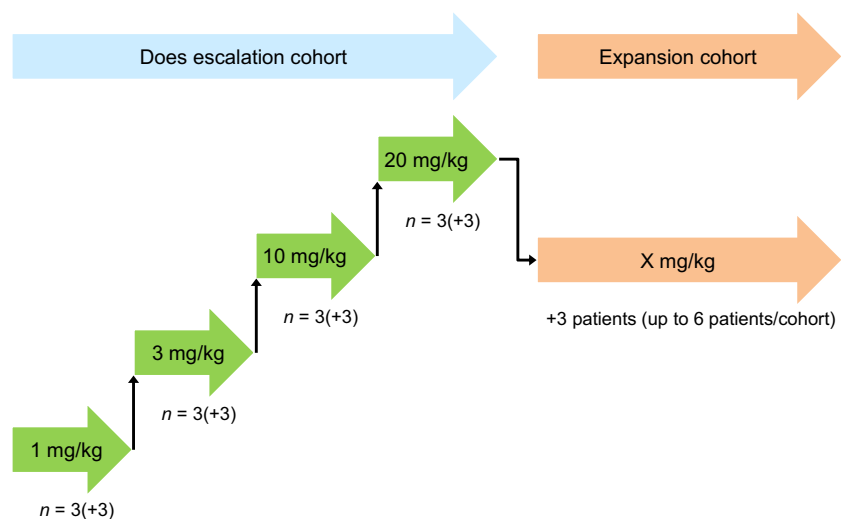 Does escalation cohort
Expansion cohort
20 mg/kg
n = 3(+3)
10 mg/kg
n = 3(+3)
X mg/kg
+3 patients (up to 6 patients/cohort)
3 mg/kg
n = 3(+3)
1 mg/kg
n = 3(+3)